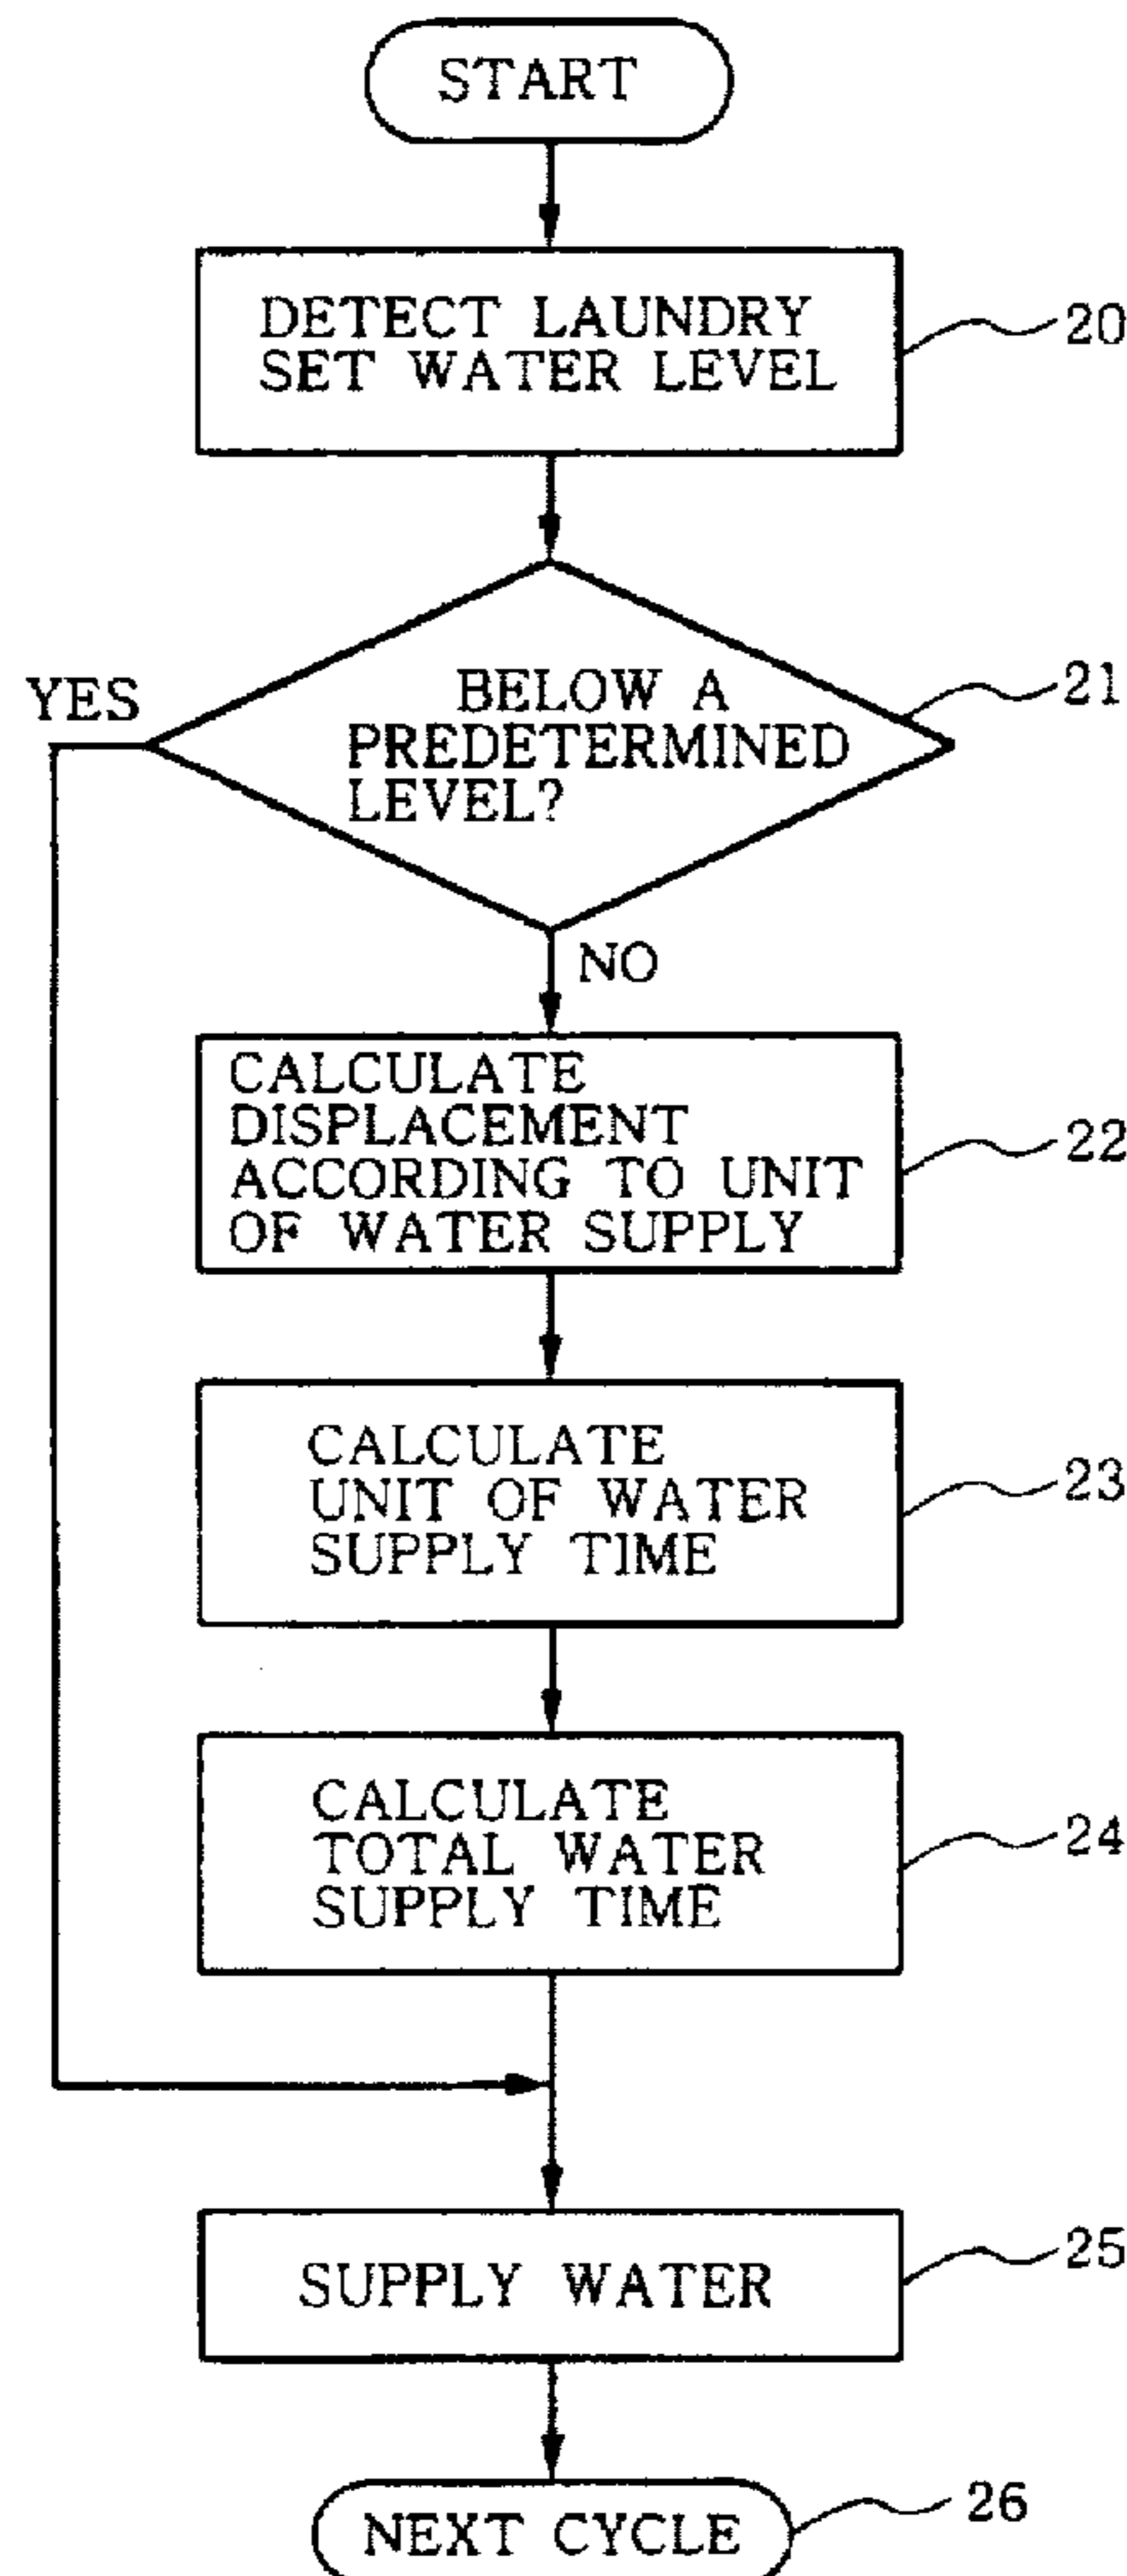 START
DETECT LAUNDRY
SET WATER LEVEL
20
BELOW A
PREDETERMINED
LEVEL?
21
YES
NO
CALCULATE
DISPLACEMENT
ACCORDING TO UNIT
OF WATER SUPPLY
22
CALCULATE
UNIT OF WATER
SUPPLY TIME
23
CALCULATE
TOTAL WATER
SUPPLY TIME
24
SUPPLY WATER
25
NEXT CYCLE
26